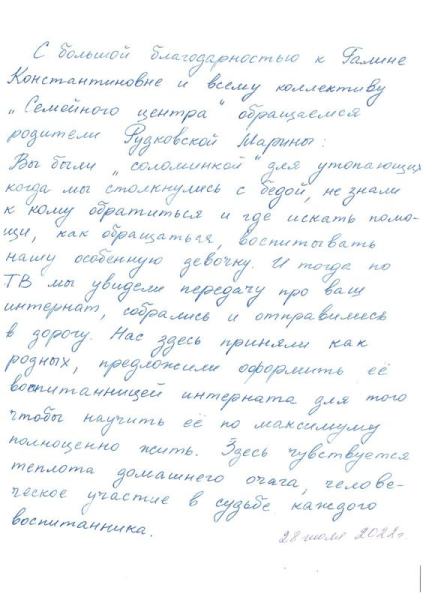 С большой благодарностью к Галине
Константиновне и всему коллективу
„Семейного центра" обращаемся
родители Рудковской Марины:
Вы были „соломинкой" для утопающих
когда мы столкнулись с бедой, не знали
к кому обратиться и где искать помо-
щи, как обращаться, воспитывать
нашу особенную девочку. И тогда по
ТВ мы увидели передачу про ваш
интернат, собрались и отправились
в дорогу. Нас здесь приняли как
родных, предложили оформить её
воспитанницей интерната для того
чтобы научить её по максимуму
полноценно жить. Здесь чувствуется
теплота домашнего очага, челове-
ческое участие в судьбе каждого
воспитанника.
28 июля 2022г.